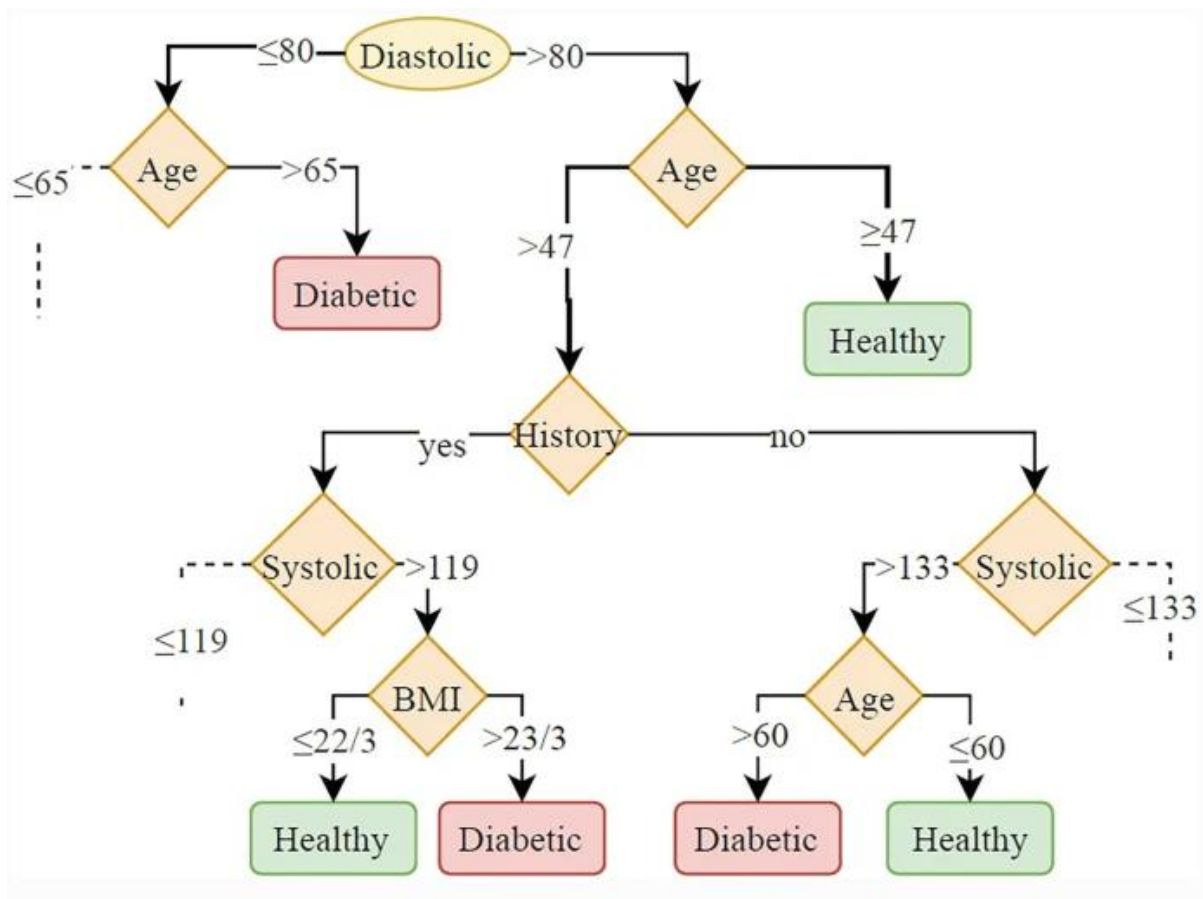 ≤80
Diastolic
>80
Age
>65
≤65
Age
>47
≥47
Diabetic
Healthy
History
yes
no
Systolic
>119
≤119
>133
Systolic
≤133
BMI
≤22/3
>23/3
Age
>60
≤60
Healthy
Diabetic
Diabetic
Healthy